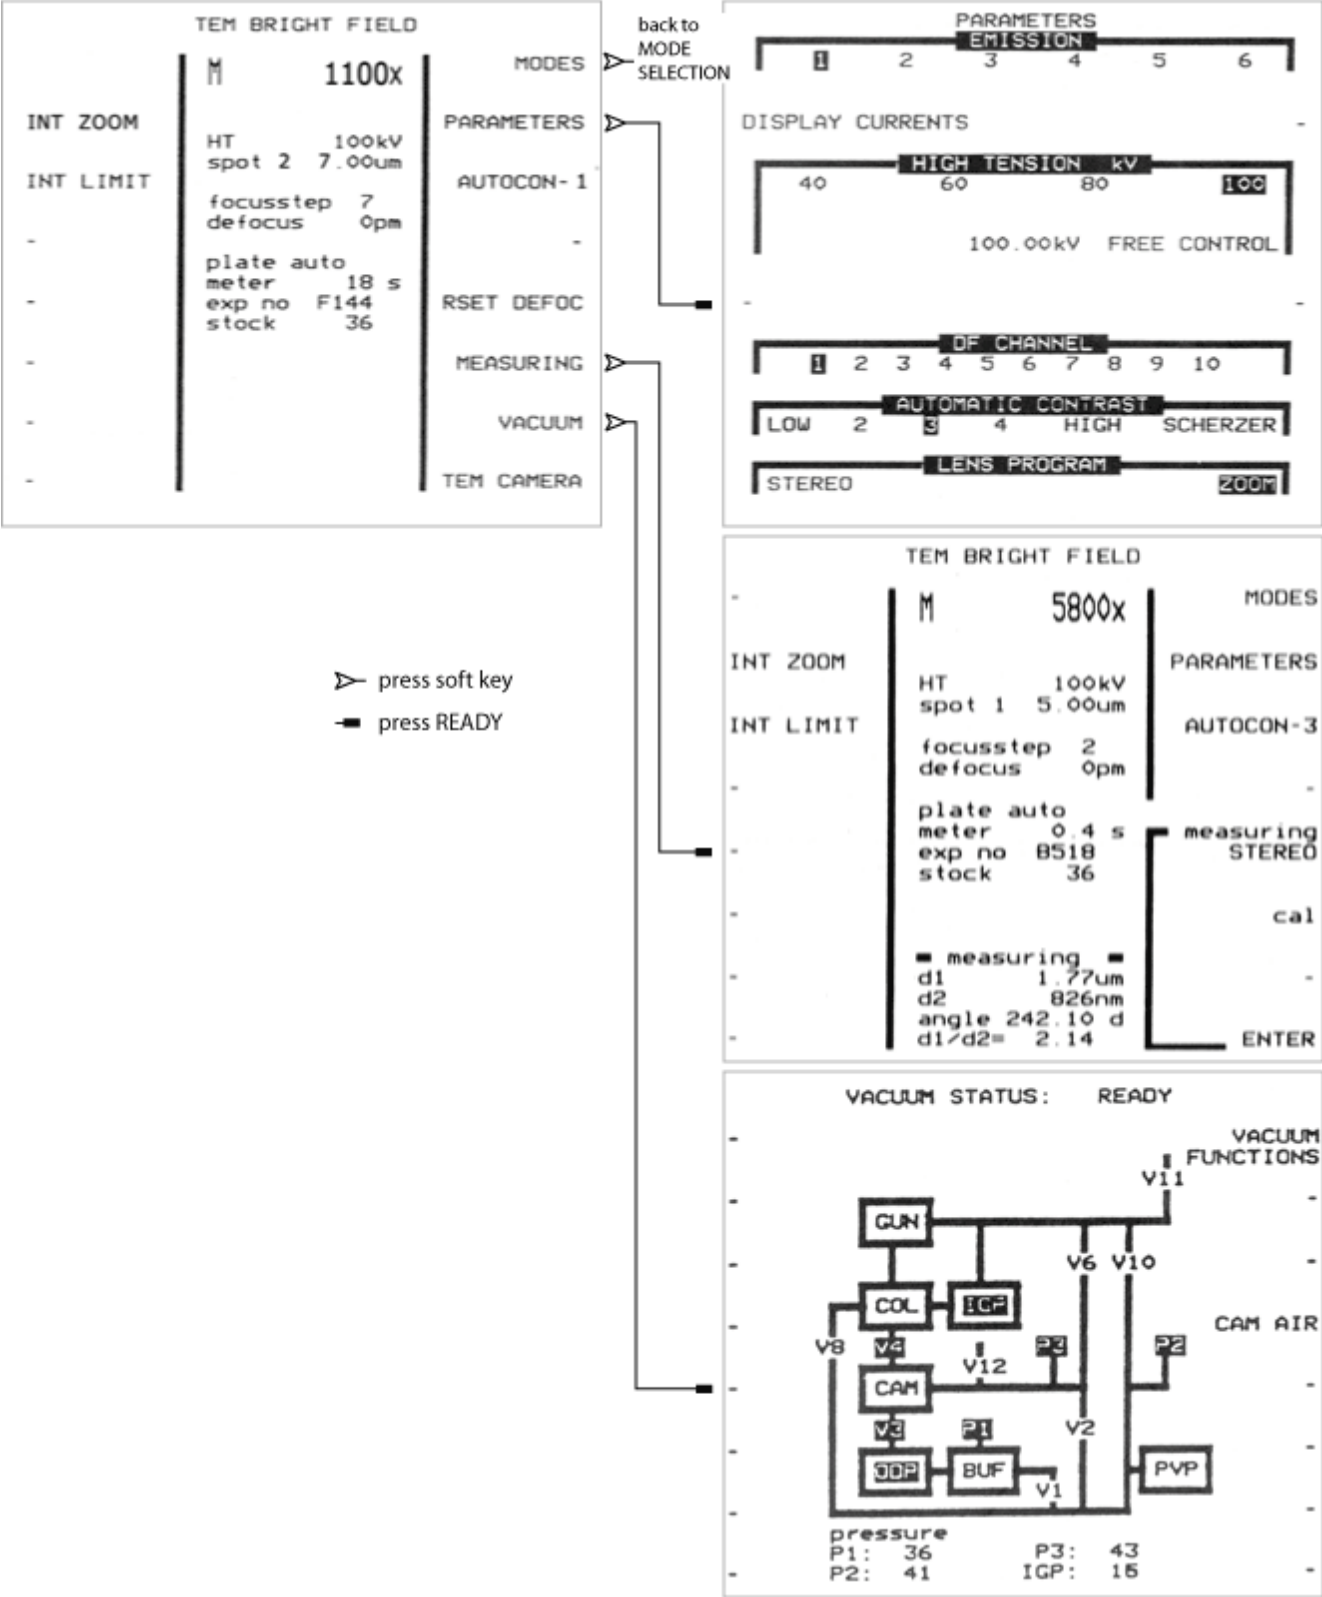 TEM BRIGHT FIELD
M 1100x
MODES
INT ZOOM
PARAMETERS
HT 100kV
spot 2 7.00um
INT LIMIT
AUTOCON-1
focusstep 7
defocus 0pm
-
-
plate auto
meter 18 s
exp no F144
stock 36
-
RSET DEFOC
-
MEASURING
-
VACUUM
-
TEM CAMERA
back to
MODE
SELECTION
PARAMETERS
EMISSION
1 2 3 4 5 6
DISPLAY CURRENTS -
HIGH TENSION kV
40 60 80 100
100.00kV FREE CONTROL
- -
DF CHANNEL
1 2 3 4 5 6 7 8 9 10
AUTOMATIC CONTRAST
LOW 2 3 4 HIGH SCHERZER
LENS PROGRAM
STEREO ZOOM
press soft key
press READY
TEM BRIGHT FIELD
-
M 5800x
MODES
INT ZOOM
PARAMETERS
HT 100kV
spot 1 5.00um
INT LIMIT
AUTOCON-3
focusstep 2
defocus 0pm
-
-
plate auto
meter 0.4 s
exp no 8518
stock 36
measuring
STEREO
-
-
cal
- measuring -
d1 1.77um
d2 826nm
angle 242.10 d
d1/d2= 2.14
-
-
-
ENTER
VACUUM STATUS: READY
VACUUM
FUNCTIONS
V11
GUN
V6 V10
COL IGP
CAM AIR
V8 V4 V12 P3 P2
CAM
V3 P1 V2
ODP BUF PVP
V1
pressure
P1: 36 P3: 43
P2: 41 IGP: 15